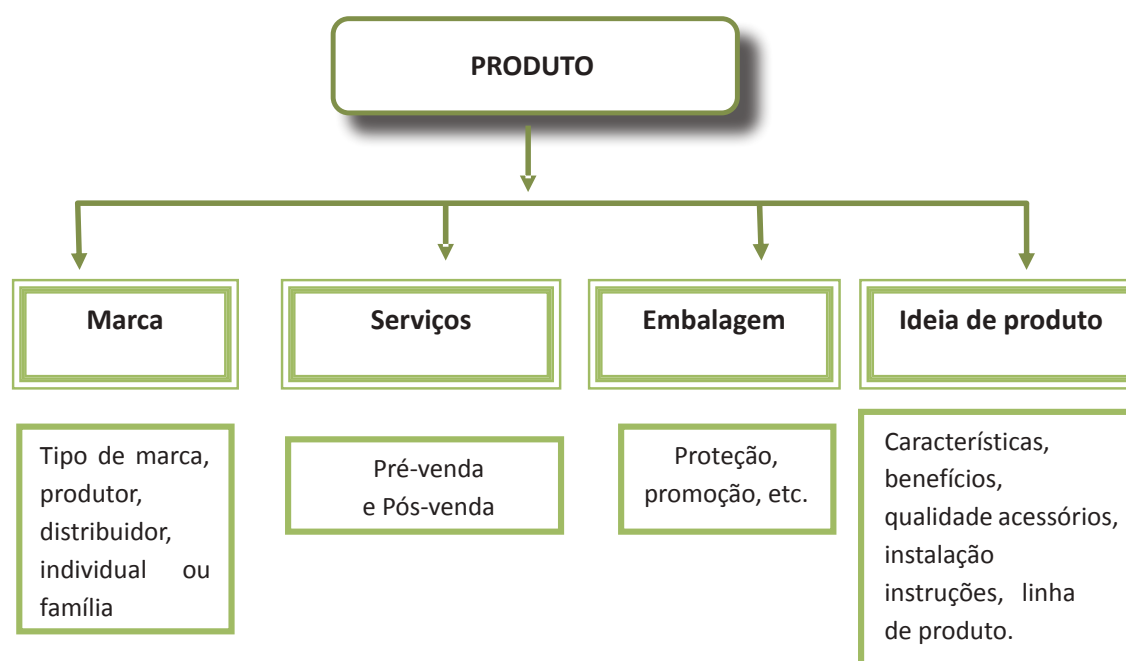 PRODUTO
Marca
Serviços
Embalagem
Ideia de produto
Tipo de marca,
produtor,
distribuidor,
individual ou
família
Pré-venda
e Pós-venda
Proteção,
promoção, etc.
Características,
benefícios,
qualidade acessórios,
instalação
instruções, linha
de produto.